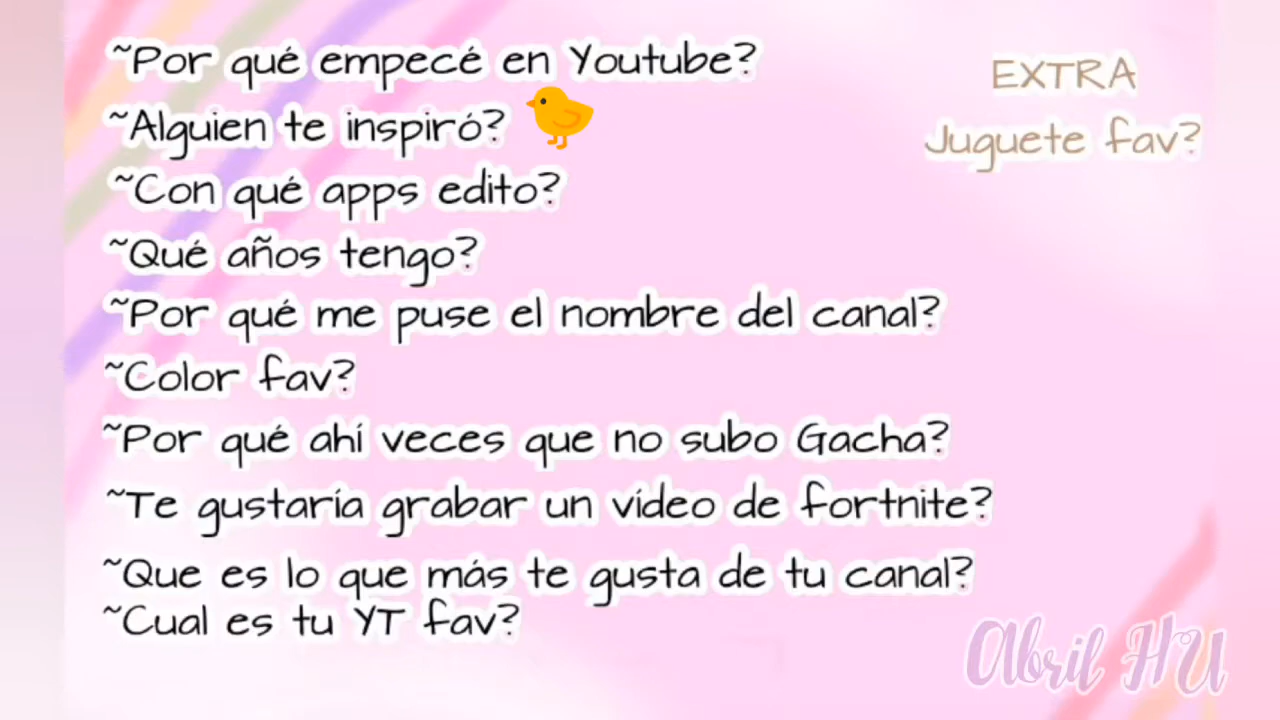 ~Por qué empecé en Youtube?
~Alguien te inspiró?
~Con qué apps edito?
~Qué años tengo?
~Por qué me puse el nombre del canal?
~Color fav?
~Por qué ahí veces que no subo Gacha?
~Te gustaría grabar un vídeo de fortnite?
~Que es lo que más te gusta de tu canal?
~Cual es tu YT fav?
EXTRA
Juguete fav?
Abril HU